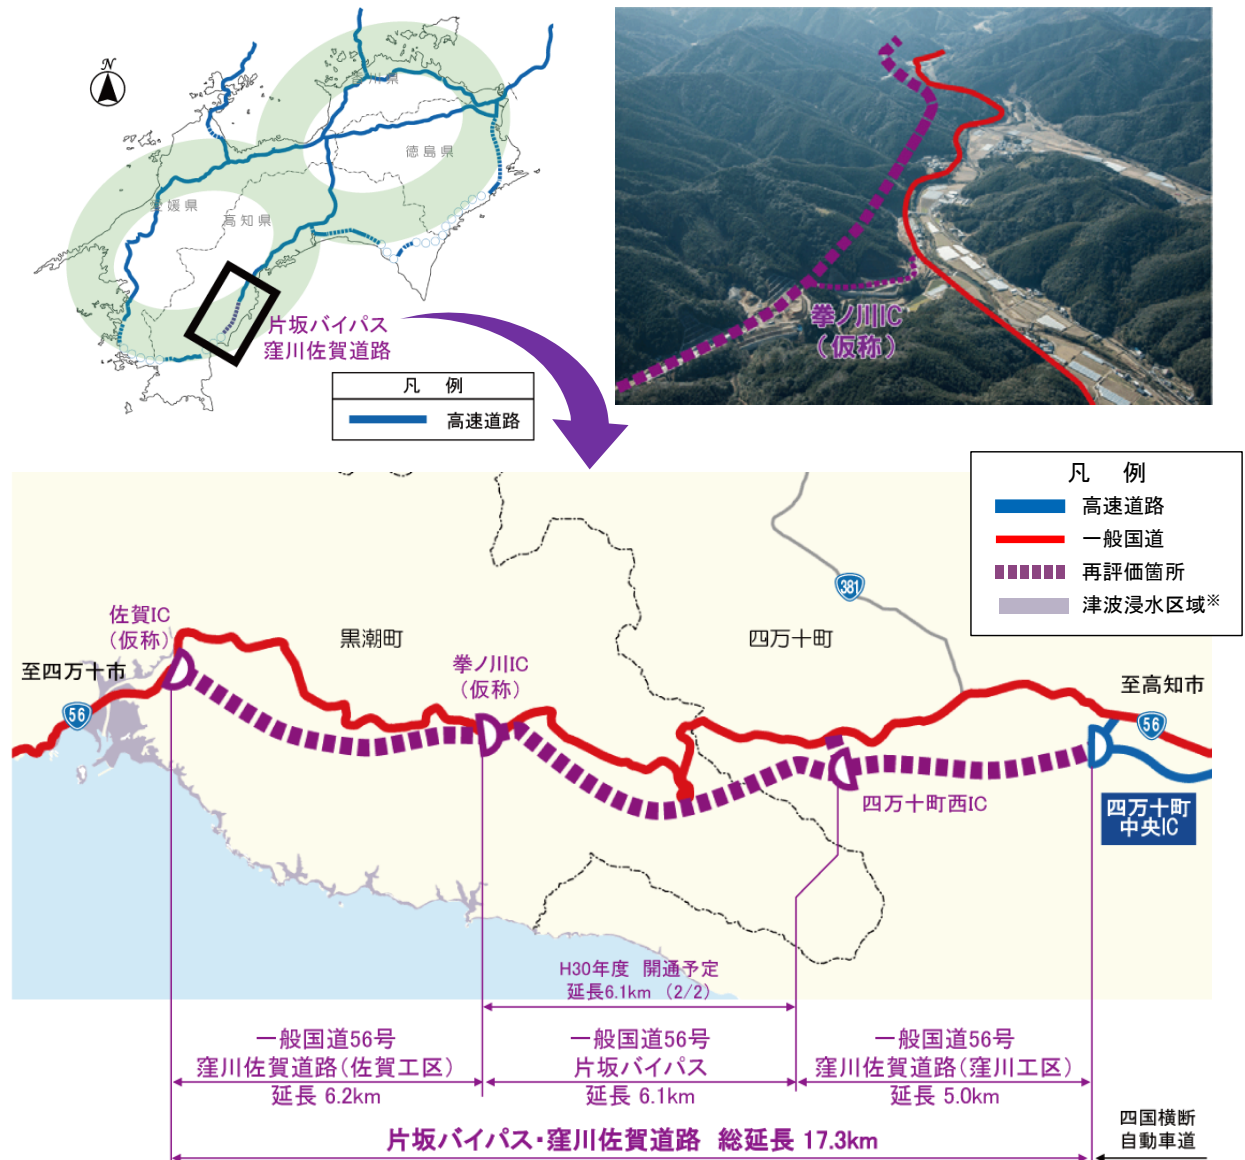 N
香川県
徳島県
愛媛県
高知県
片坂バイパス
窪川佐賀道路
凡 例
高速道路
拳ノ川IC
(仮称)
凡 例
高速道路
一般国道
再評価箇所
津波浸水区域※
381
佐賀IC
(仮称)
黒潮町
四万十町
至四万十市
拳ノ川IC
(仮称)
至高知市
56
56
四万十町西IC
四万十町
中央IC
H30年度 開通予定
延長6.1km (2/2)
一般国道56号
窪川佐賀道路(佐賀工区)
延長 6.2km
一般国道56号
片坂バイパス
延長 6.1km
一般国道56号
窪川佐賀道路(窪川工区)
延長 5.0km
片坂バイパス・窪川佐賀道路 総延長 17.3km
四国横断
自動車道